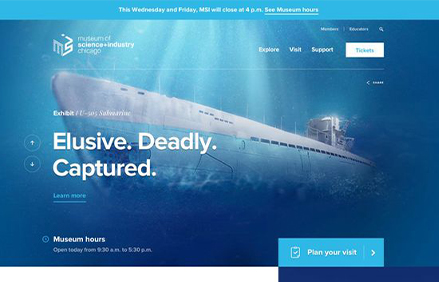 This Wednesday and Friday, MSI will close at 4 p.m. See Museum hours
Members | Educators
museum of
science+industry
chicago
Explore Visit Support Tickets
SHARE
Exhibit / U-505 Submarine
Elusive. Deadly.
Captured.
Learn more
Museum hours
Open today from 9:30 a.m. to 5:30 p.m.
Plan your visit